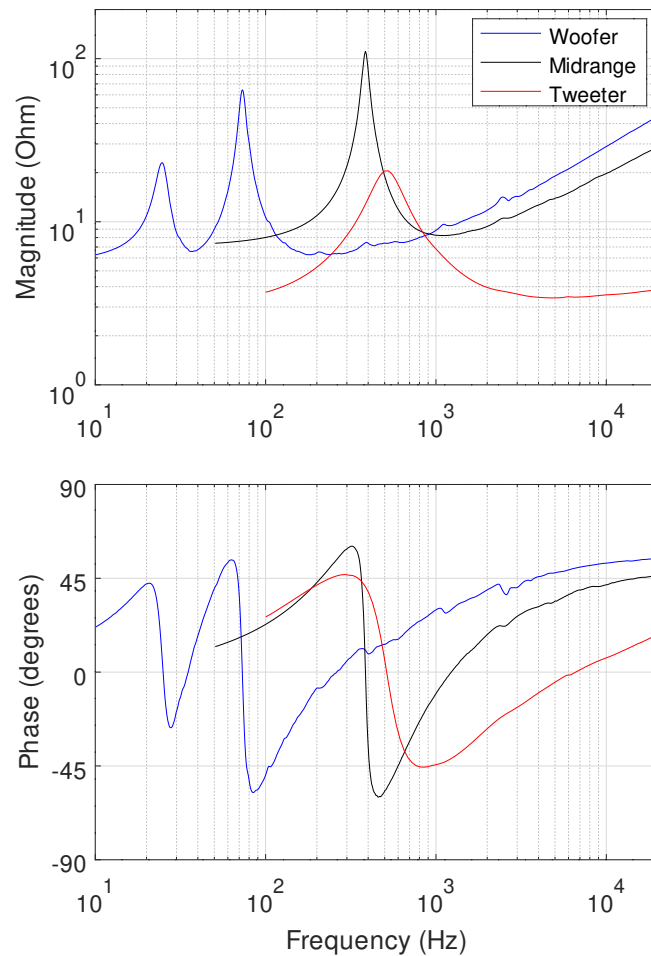 Woofer
Midrange
Tweeter
Magnitude (Ohm)
10^2
10^1
10^0
10^1
10^2
10^3
10^4
Phase (degrees)
90
45
0
-45
-90
10^1
10^2
10^3
10^4
Frequency (Hz)